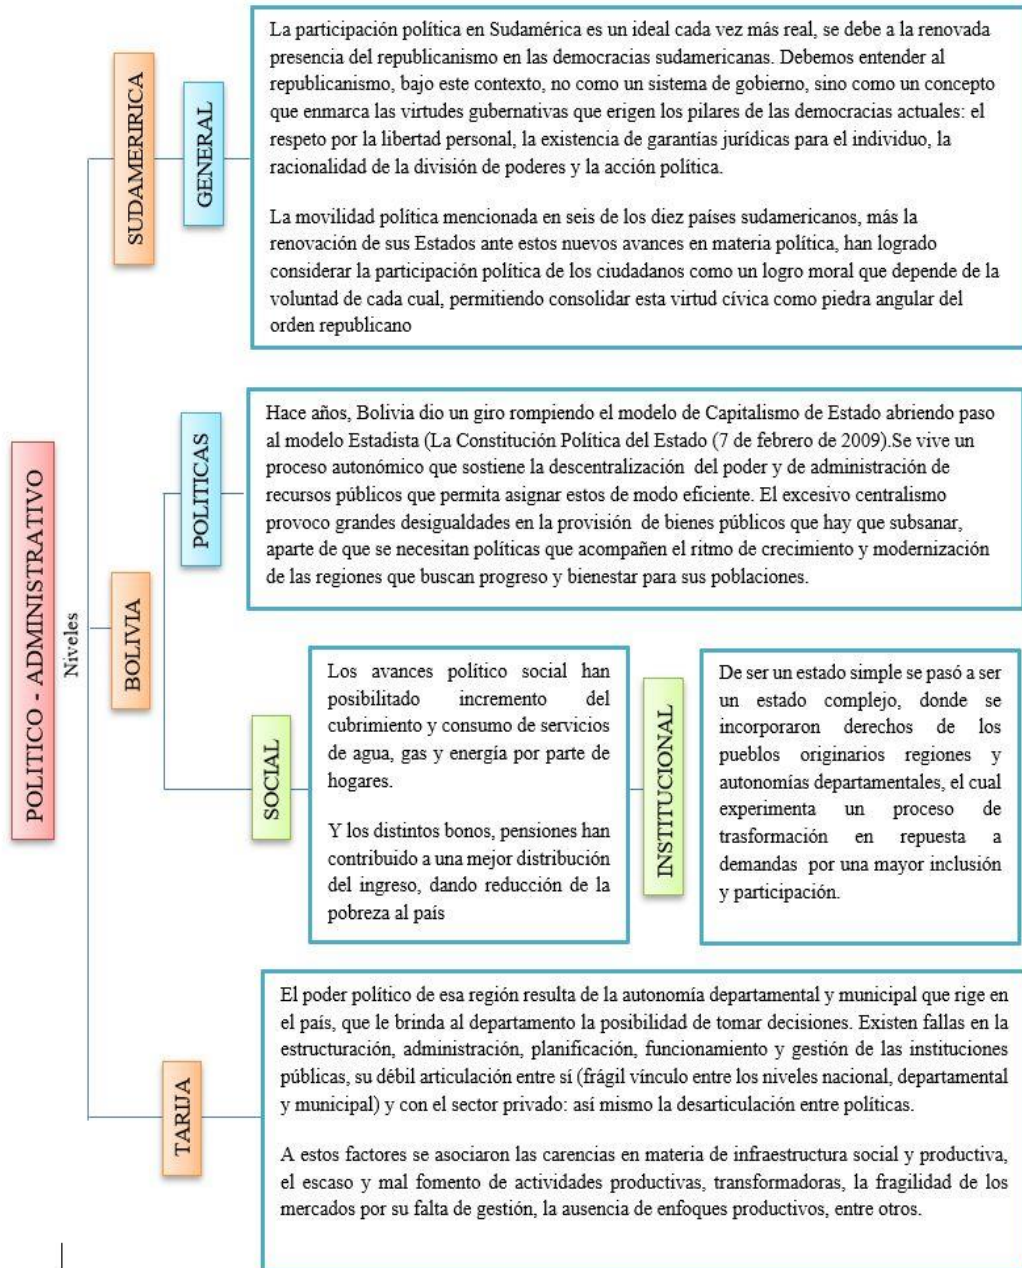 POLITICO - ADMINISTRATIVO
Niveles
SUDAMERIRICA
GENERAL
La participación política en Sudamérica es un ideal cada vez más real, se debe a la renovada
presencia del republicanismo en las democracias sudamericanas. Debemos entender al
republicanismo, bajo este contexto, no como un sistema de gobierno, sino como un concepto
que enmarca las virtudes gubernativas que erigen los pilares de las democracias actuales: el
respeto por la libertad personal, la existencia de garantías jurídicas para el individuo, la
racionalidad de la división de poderes y la acción política.
La movilidad política mencionada en seis de los diez países sudamericanos, más la
renovación de sus Estados ante estos nuevos avances en materia política, han logrado
considerar la participación política de los ciudadanos como un logro moral que depende de la
voluntad de cada cual, permitiendo consolidar esta virtud cívica como piedra angular del
orden republicano
BOLIVIA
POLITICAS
Hace años, Bolivia dio un giro rompiendo el modelo de Capitalismo de Estado abriendo paso
al modelo Estadista (La Constitución Política del Estado (7 de febrero de 2009).Se vive un
proceso autonómico que sostiene la descentralización del poder y de administración de
recursos públicos que permita asignar estos de modo eficiente. El excesivo centralismo
provoco grandes desigualdades en la provisión de bienes públicos que hay que subsanar,
aparte de que se necesitan políticas que acompañen el ritmo de crecimiento y modernización
de las regiones que buscan progreso y bienestar para sus poblaciones.
SOCIAL
Los avances político social han
posibilitado incremento del
cubrimiento y consumo de servicios
de agua, gas y energía por parte de
hogares.
Y los distintos bonos, pensiones han
contribuido a una mejor distribución
del ingreso, dando reducción de la
pobreza al país
INSTITUCIONAL
De ser un estado simple se pasó a ser
un estado complejo, donde se
incorporaron derechos de los
pueblos originarios regiones y
autonomías departamentales, el cual
experimenta un proceso de
trasformación en repuesta a
demandas por una mayor inclusión
y participación.
TARIJA
El poder político de esa región resulta de la autonomía departamental y municipal que rige en
el país, que le brinda al departamento la posibilidad de tomar decisiones. Existen fallas en la
estructuración, administración, planificación, funcionamiento y gestión de las instituciones
públicas, su débil articulación entre sí (frágil vínculo entre los niveles nacional, departamental
y municipal) y con el sector privado: así mismo la desarticulación entre políticas.
A estos factores se asociaron las carencias en materia de infraestructura social y productiva,
el escaso y mal fomento de actividades productivas, transformadoras, la fragilidad de los
mercados por su falta de gestión, la ausencia de enfoques productivos, entre otros.